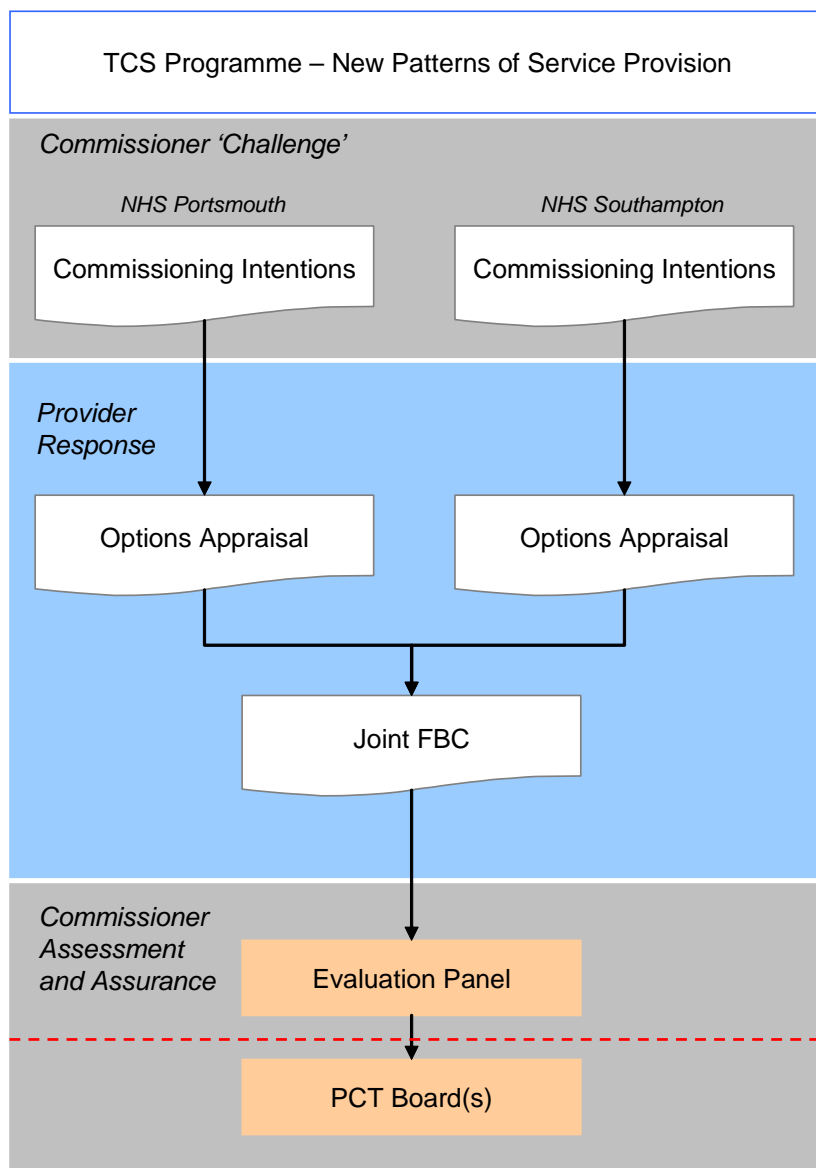 TCS Programme – New Patterns of Service Provision
Commissioner ‘Challenge’
NHS Portsmouth
NHS Southampton
Commissioning Intentions
Commissioning Intentions
Provider
Response
Options Appraisal
Options Appraisal
Joint FBC
Commissioner
Assessment
and Assurance
Evaluation Panel
PCT Board(s)